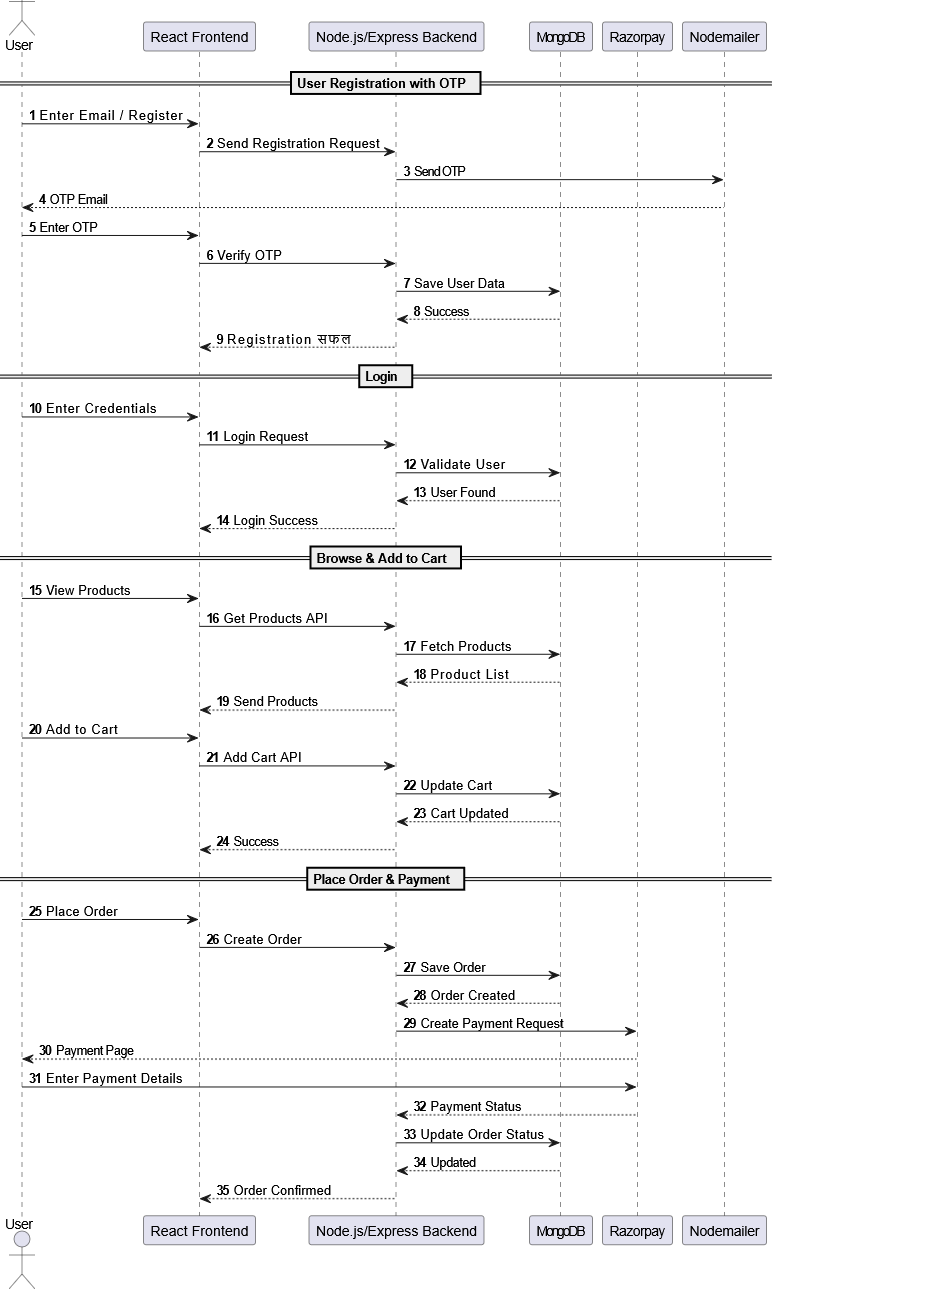 User
React Frontend
Node.js/Express Backend
MongoDB
Razorpay
Nodemailer
User Registration with OTP
1 Enter Email / Register
2 Send Registration Request
3 Send OTP
4 OTP Email
5 Enter OTP
6 Verify OTP
7 Save User Data
8 Success
9 Registration सफल
Login
10 Enter Credentials
11 Login Request
12 Validate User
13 User Found
14 Login Success
Browse & Add to Cart
15 View Products
16 Get Products API
17 Fetch Products
18 Product List
19 Send Products
20 Add to Cart
21 Add Cart API
22 Update Cart
23 Cart Updated
24 Success
Place Order & Payment
25 Place Order
26 Create Order
27 Save Order
28 Order Created
29 Create Payment Request
30 Payment Page
31 Enter Payment Details
32 Payment Status
33 Update Order Status
34 Updated
35 Order Confirmed
User
React Frontend
Node.js/Express Backend
MongoDB
Razorpay
Nodemailer